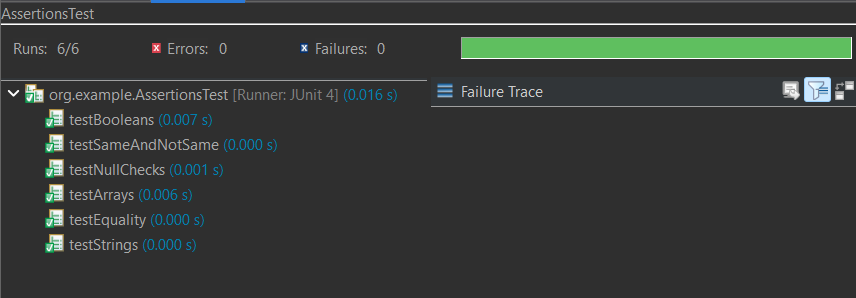 AssertionsTest
Runs: 6/6 Errors: 0 Failures: 0
org.example.AssertionsTest [Runner: JUnit 4] (0.016 s)
Failure Trace
testBooleans (0.007 s)
testSameAndNotSame (0.000 s)
testNullChecks (0.001 s)
testArrays (0.006 s)
testEquality (0.000 s)
testStrings (0.000 s)